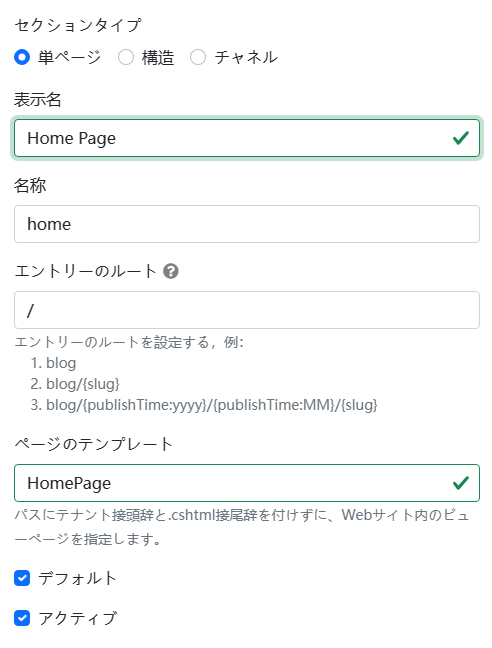 セクションタイプ
単ページ 構造 チャネル
表示名
Home Page
名称
home
エントリーのルート ?
/
エントリーのルートを設定する，例：
1. blog
2. blog/{slug}
3. blog/{publishTime:yyyy}/{publishTime:MM}/{slug}
ページのテンプレート
HomePage
パスにテナント接頭辞と.cshtml接尾辞を付けずに、Webサイト内のビュ
ーページを指定します。
デフォルト
アクティブ